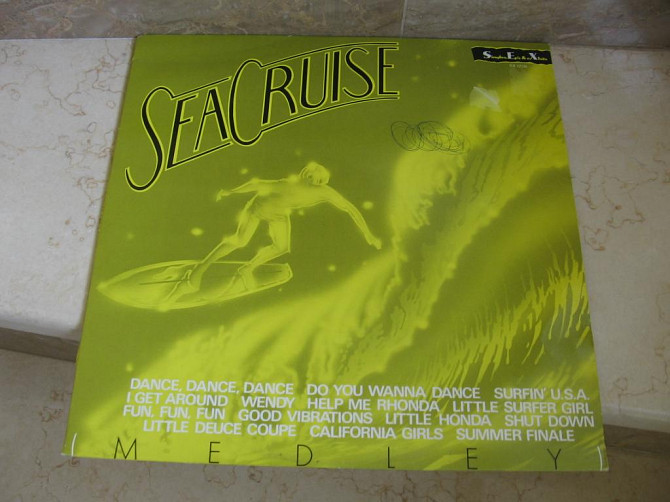 SEACRUISE
DANCE, DANCE, DANCE DO YOU WANNA DANCE SURFIN' U.S.A.
I GET AROUND WENDY HELP ME RHONDA LITTLE SURFER GIRL
FUN, FUN, FUN GOOD VIBRATIONS LITTLE HONDA SHUT DOWN
LITTLE DEUCE COUPE CALIFORNIA GIRLS SUMMER FINALE
( M E D L E Y )